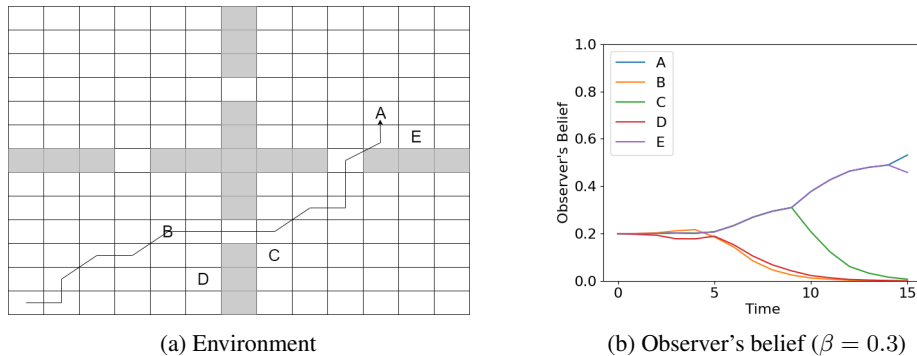 A
E
B
C
D
(a) Environment
1.0
0.8
0.6
0.4
0.2
0.0
Observer's Belief
A
B
C
D
E
0 5 10 15
Time
(b) Observer's belief (β = 0.3)